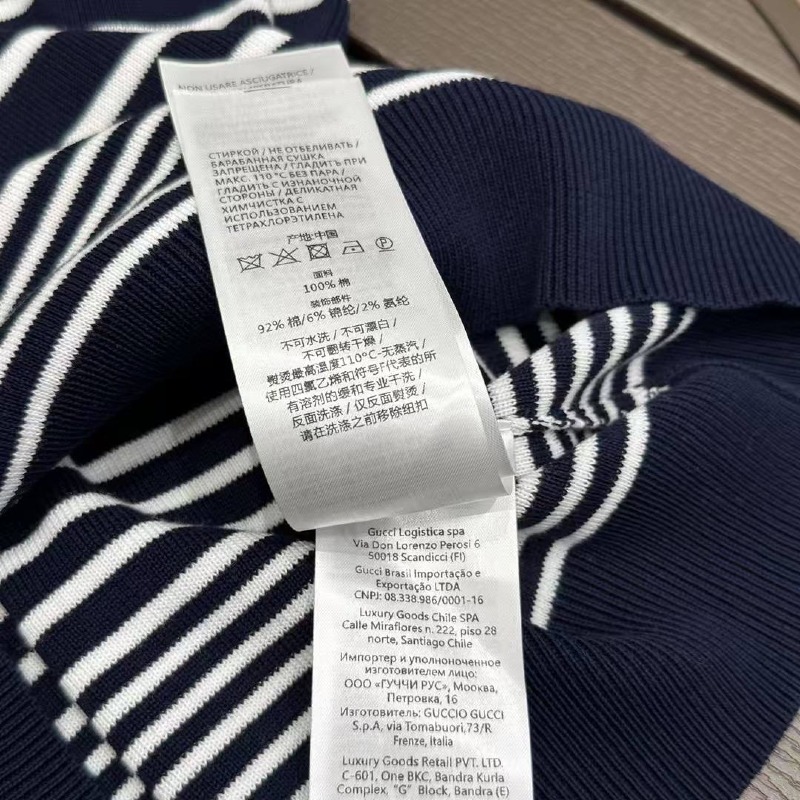 NON USARE ASCIUGATRICE /
СТИРКОЙ / НЕ ОТБЕЛИВАТЬ /
БАРАБАННАЯ СУШКА
ЗАПРЕЩЕНА / ГЛАДИТЬ ПРИ
МАКС. 110 °C БЕЗ ПАРА /
ГЛАДИТЬ С ИЗНАНОЧНОЙ
СТОРОНЫ / ДЕЛИКАТНАЯ
ХИМЧИСТКА С
ИСПОЛЬЗОВАНИЕМ
ТЕТРАХЛОРЭТИЛЕНА
产地:中国
P
面料
100% 棉
装饰部件
92% 棉/6% 锦纶/2% 氨纶
不可水洗 / 不可漂白 /
不可翻转干燥 /
熨烫最高温度110°C-无蒸汽 /
使用四氯乙烯和符号F代表的所
有溶剂的缓和专业干洗 /
反面洗涤 / 仅反面熨烫 /
请在洗涤之前移除纽扣
Gucci Logistica spa
Via Don Lorenzo Perosi 6
50018 Scandicci (FI)
Gucci Brasil Importação e
Exportação LTDA
CNPJ: 08.338.986/0001-16
Luxury Goods Chile SPA
Calle Miraflores n. 222, piso 28
norte, Santiago Chile
Импортер и уполноноченное
изготовителем лицо:
ООО «ГУЧЧИ РУС», Москва,
Петровка, 16
Изготовитель: GUCCIO GUCCI
S.p.A, via Tomabuori,73/R
Firenze, italia
Luxury Goods Retail PVT. LTD.
C-601, One BKC, Bandra Kurla
Complex, "G" Block, Bandra (E)